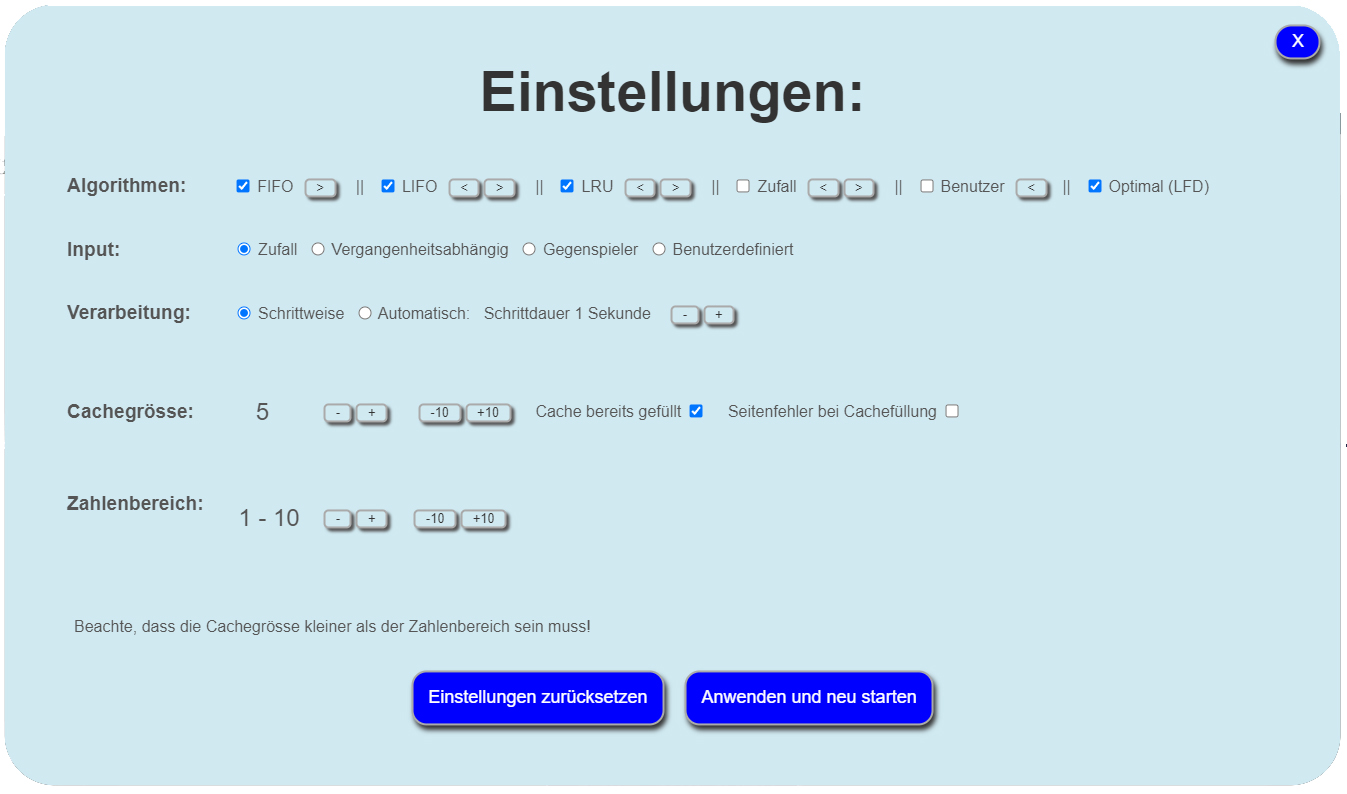 X
Einstellungen:
Algorithmen: FIFO > || LIFO < > || LRU < > || Zufall < > || Benutzer < || Optimal (LFD)
Input: Zufall Vergangenheitsabhängig Gegenspieler Benutzerdefiniert
Verarbeitung: Schrittweise Automatisch: Schrittdauer 1 Sekunde - +
Cachegrösse: 5 - + -10 +10 Cache bereits gefüllt Seitenfehler bei Cachefüllung
Zahlenbereich:
1 - 10 - + -10 +10
Beachte, dass die Cachegrösse kleiner als der Zahlenbereich sein muss!
Einstellungen zurücksetzen Anwenden und neu starten